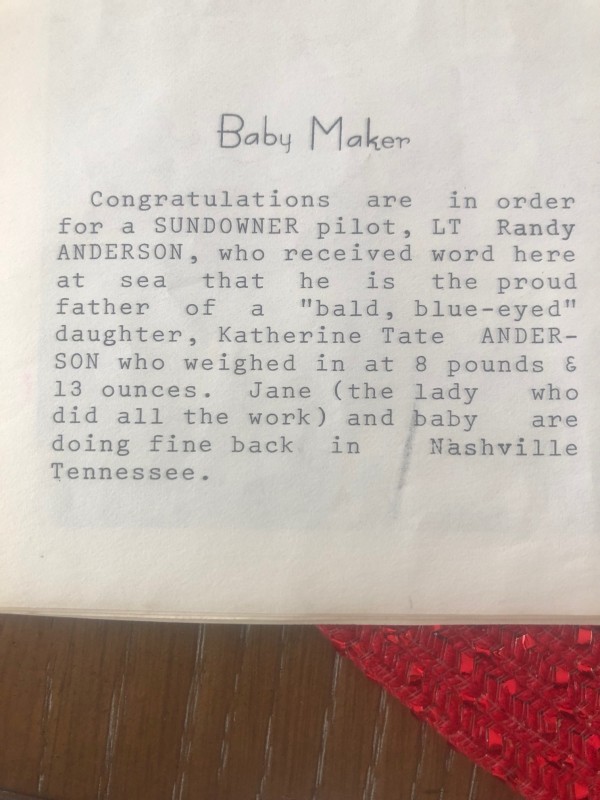 Baby Maker
Congratulations are in order
for a SUNDOWNER pilot, LT Randy
ANDERSON, who received word here
at sea that he is the proud
father of a "bald, blue-eyed"
daughter, Katherine Tate ANDER-
SON who weighed in at 8 pounds &
13 ounces. Jane (the lady who
did all the work) and baby are
doing fine back in Nashville
Tennessee.